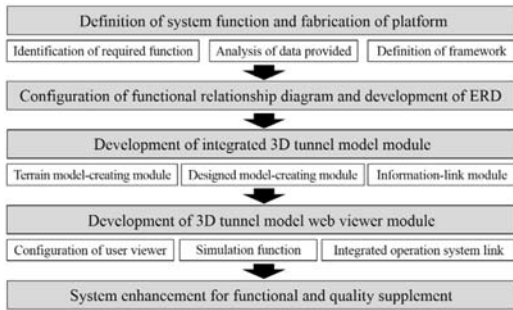 Definition of system function and fabrication of platform
Identification of required function
Analysis of data provided
Definition of framework
Configuration of functional relationship diagram and development of ERD
Development of integrated 3D tunnel model module
Terrain model-creating module
Designed model-creating module
Information-link module
Development of 3D tunnel model web viewer module
Configuration of user viewer
Simulation function
Integrated operation system link
System enhancement for functional and quality supplement